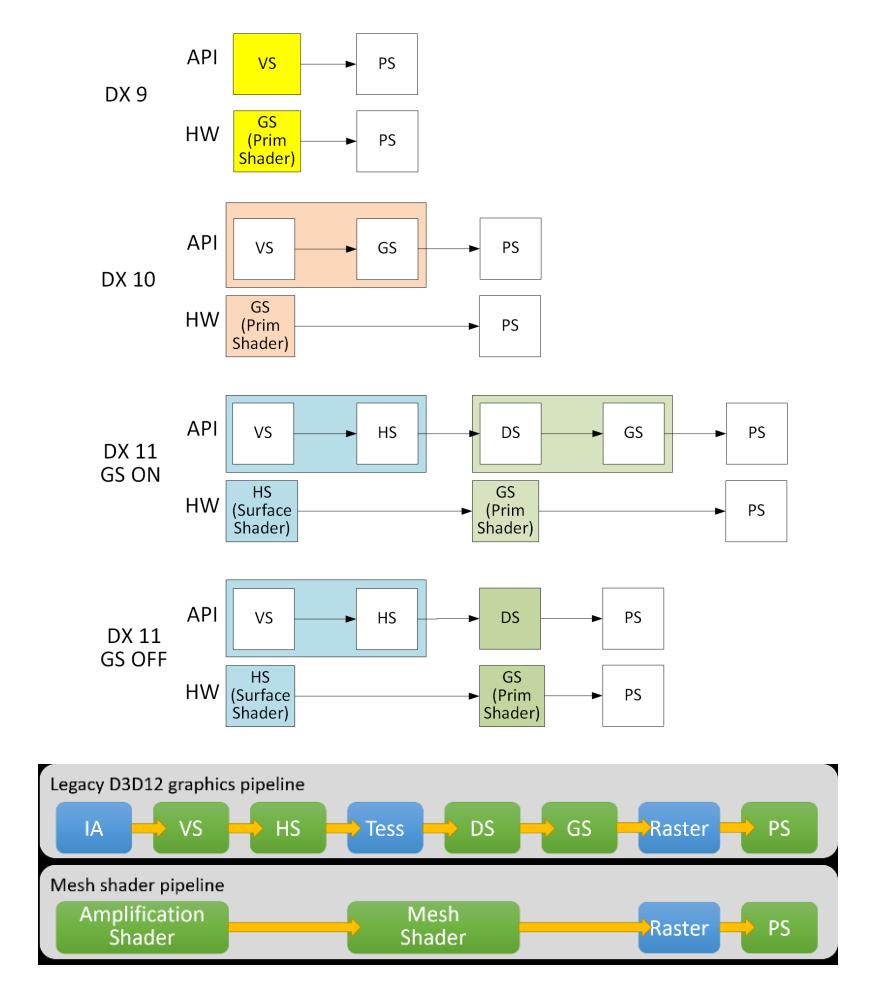 API
VS
PS
DX 9
HW
GS
(Prim
Shader)
PS
API
VS
GS
PS
DX 10
HW
GS
(Prim
Shader)
PS
API
VS
HS
DS
GS
PS
DX 11
GS ON
HW
HS
(Surface
Shader)
GS
(Prim
Shader)
PS
API
VS
HS
DS
PS
DX 11
GS OFF
HW
HS
(Surface
Shader)
GS
(Prim
Shader)
PS
Legacy D3D12 graphics pipeline
IA
VS
HS
Tess
DS
GS
Raster
PS
Mesh shader pipeline
Amplification
Shader
Mesh
Shader
Raster
PS